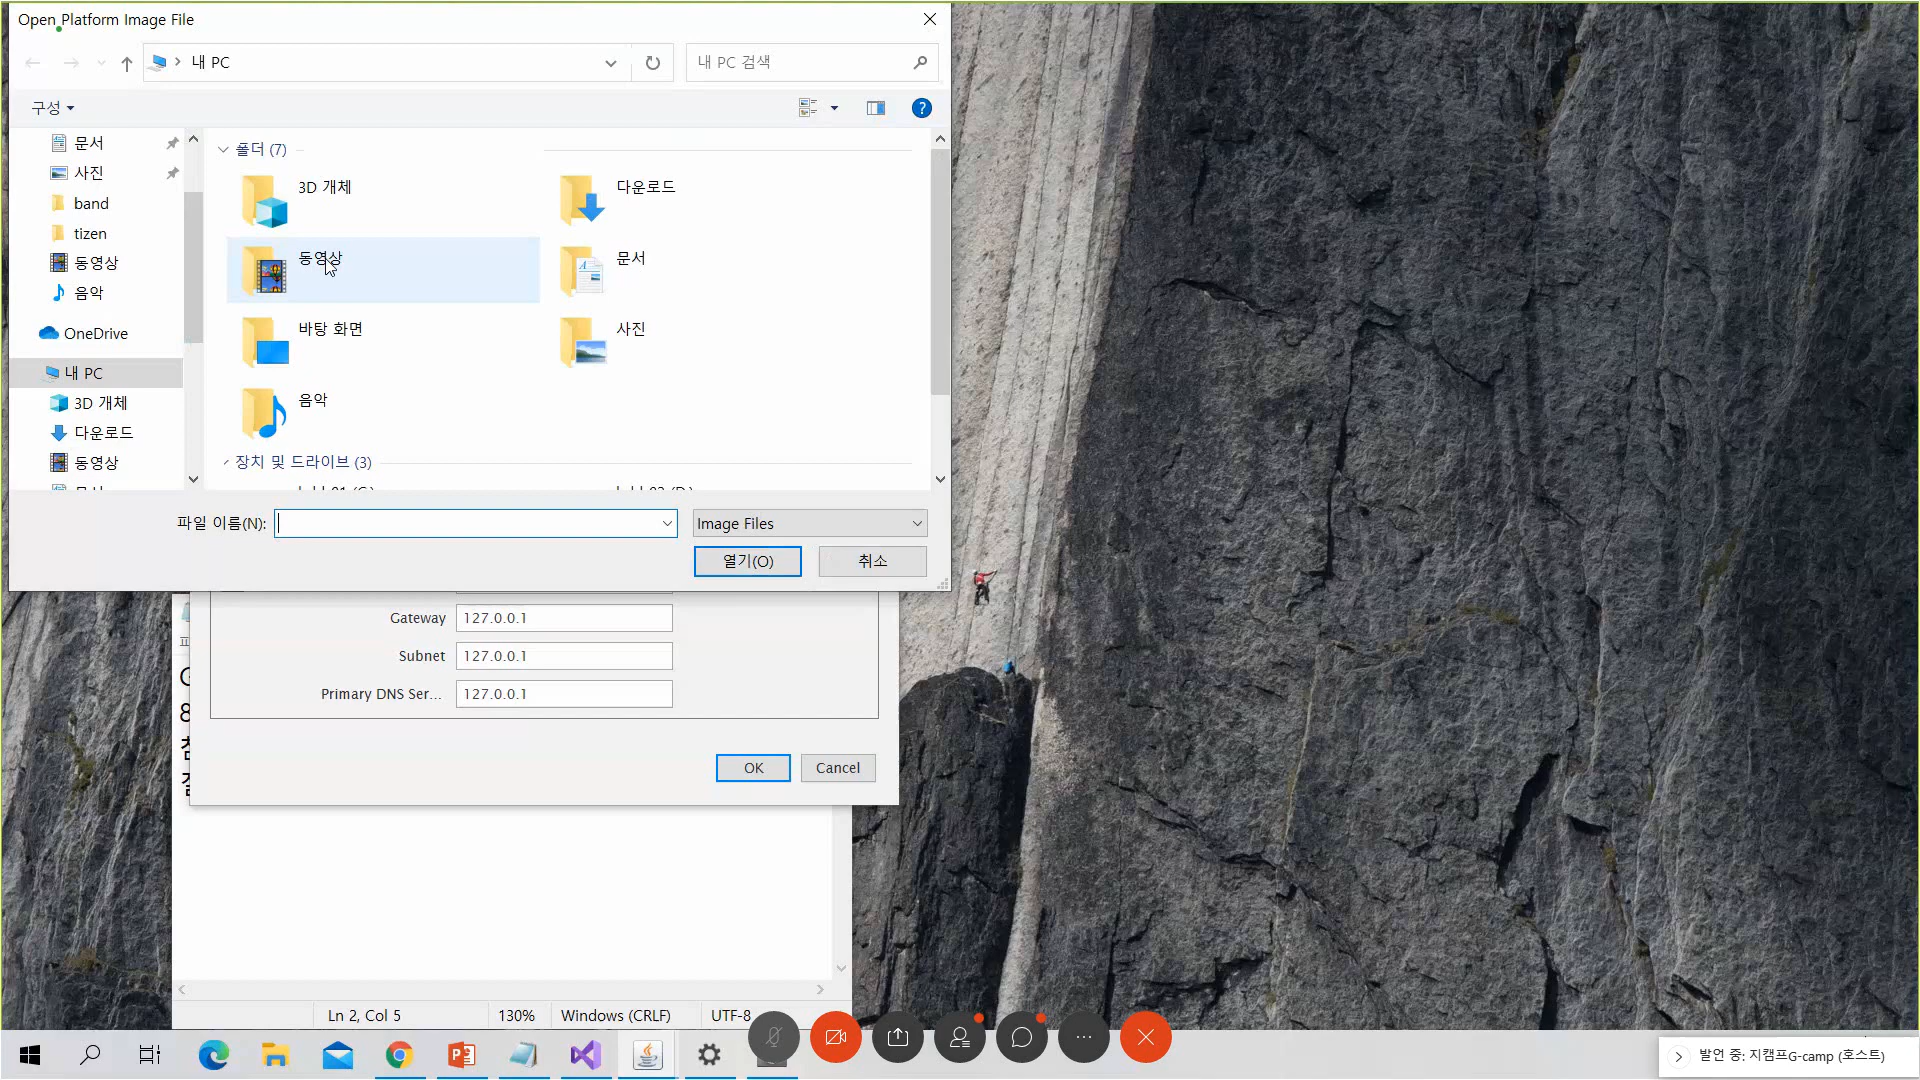 Open Platform Image File
내 PC
내 PC 검색
구성
문서
사진
band
tizen
동영상
음악
OneDrive
내 PC
3D 개체
다운로드
동영상
폴더 (7)
3D 개체
다운로드
동영상
문서
바탕 화면
사진
음악
장치 및 드라이브 (3)
파일 이름(N):
Image Files
열기(O)
취소
Gateway
127.0.0.1
Subnet
127.0.0.1
Primary DNS Ser...
127.0.0.1
OK
Cancel
Ln 2, Col 5
130%
Windows (CRLF)
UTF-8
발언 중: 지캠프G-camp (호스트)